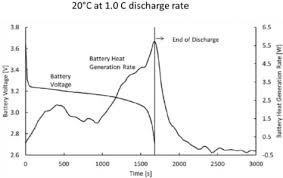 20°C at 1.0 C discharge rate
3.8
3.6
3.4
3.2
3.0
2.8
2.6
Battery Voltage [V]
Battery Heat
Generation Rate
Battery
Voltage
End of Discharge
6.5
5.5
4.5
3.5
2.5
1.5
0.5
-0.5
Battery Heat Generation Rate [W]
0
500
1000
1500
2000
2500
3000
Time [s]